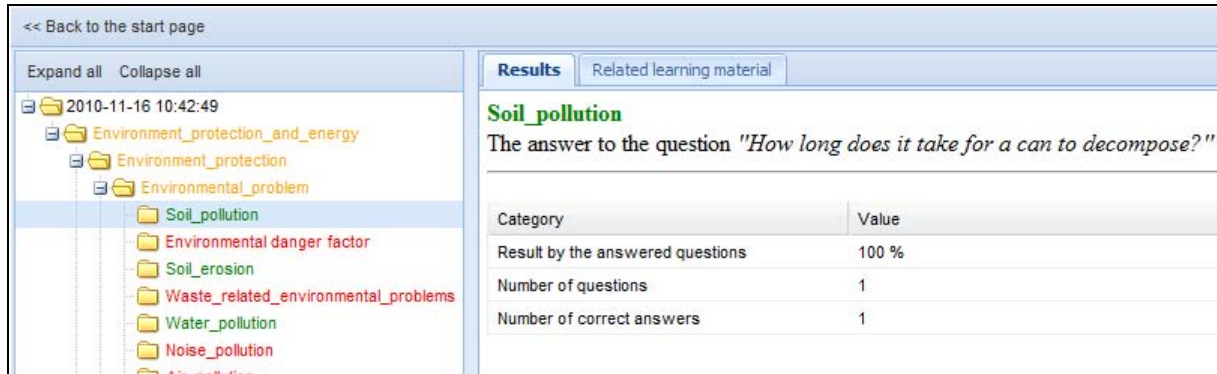 << Back to the start page
Expand all Collapse all
2010-11-16 10:42:49
Environment_protection_and_energy
Environment_protection
Environmental_problem
Soil_pollution
Environmental danger factor
Soil_erosion
Waste_related_environmental_problems
Water_pollution
Noise_pollution
Results Related learning material
Soil_pollution
The answer to the question "How long does it take for a can to decompose?"
Category Value
Result by the answered questions 100 %
Number of questions 1
Number of correct answers 1